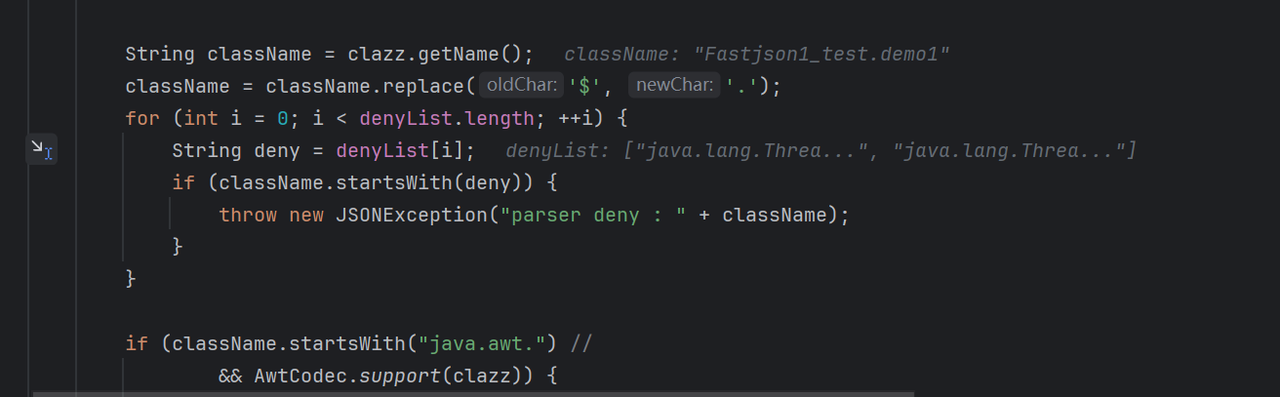 String className = clazz.getName();  className: "Fastjson1_test.demo1"
className = className.replace( oldChar: '$', newChar: '.');
for (int i = 0; i < denyList.length; ++i) {
    String deny = denyList[i];  denyList: ["java.lang.Threa...", "java.lang.Threa..."]
    if (className.startsWith(deny)) {
        throw new JSONException("parser deny : " + className);
    }
}
if (className.startsWith("java.awt.") //
        && AwtCodec.support(clazz)) {